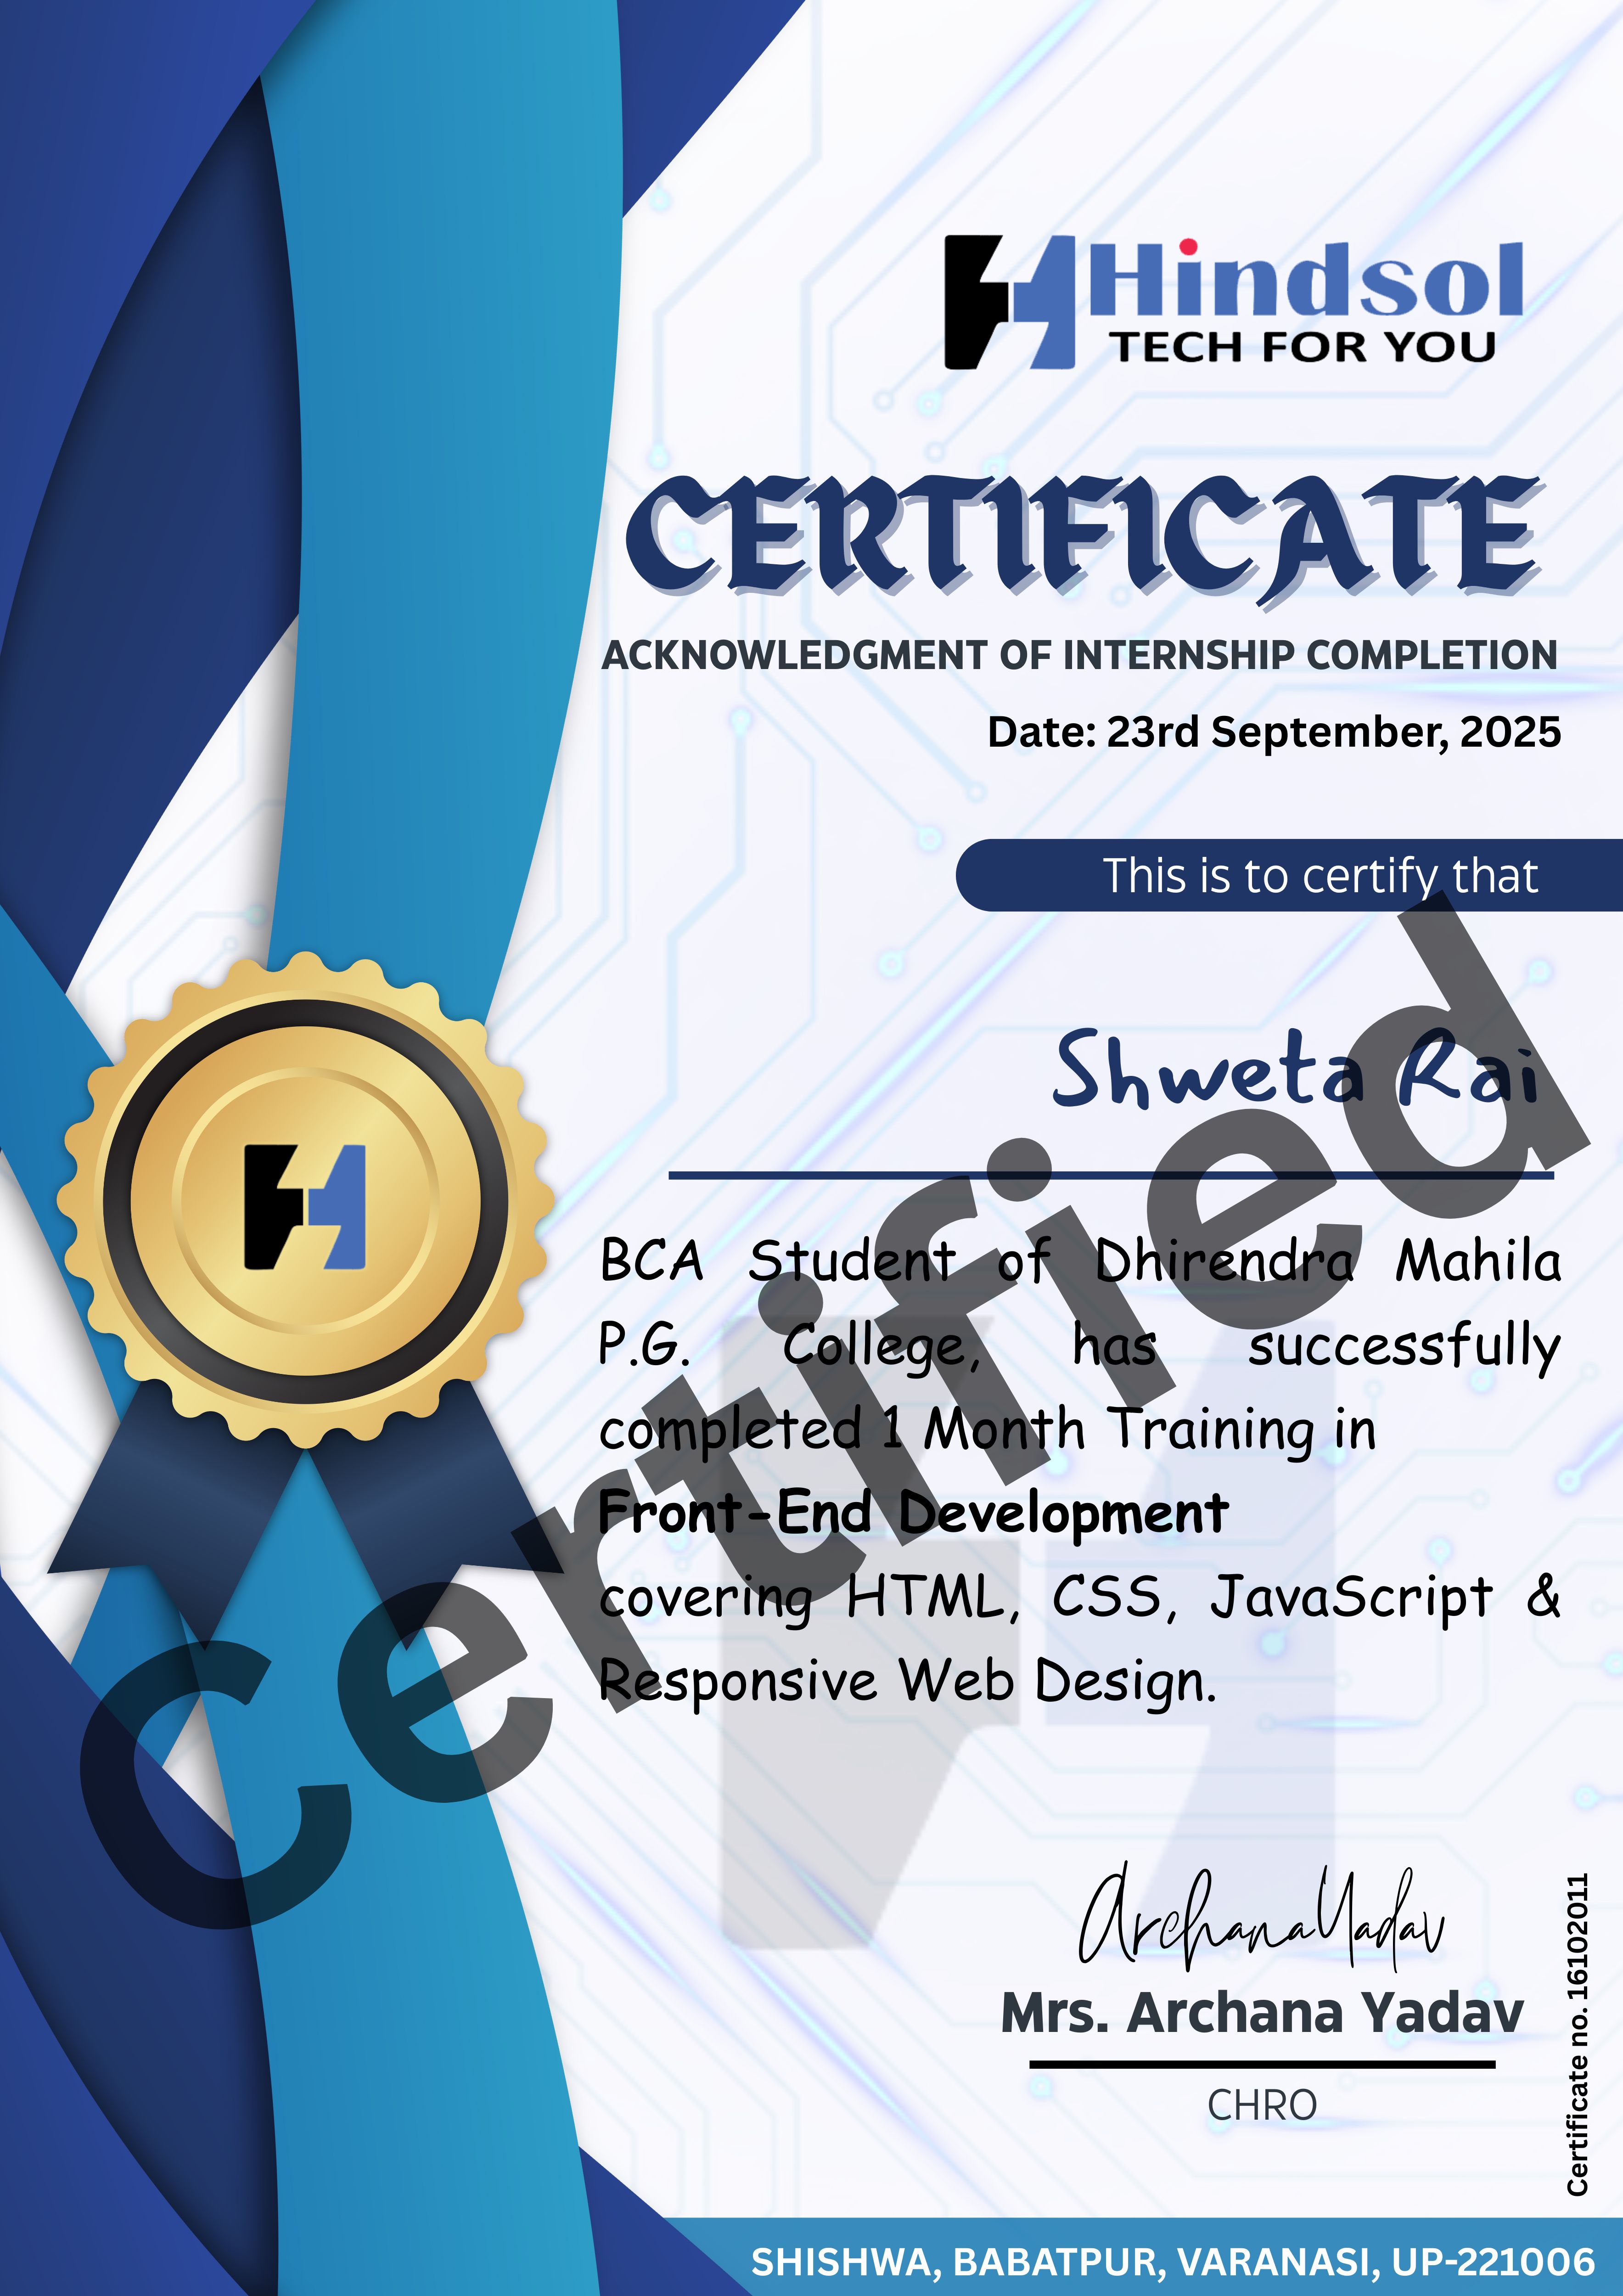 Hindsol
TECH FOR YOU
CERTIFICATE
ACKNOWLEDGMENT OF INTERNSHIP COMPLETION
Date: 23rd September, 2025
This is to certify that
Shweta Rai
BCA Student of Dhirendra Mahila
P.G. College, has successfully
completed 1 Month Training in
Front-End Development
covering HTML, CSS, JavaScript &
Responsive Web Design.
Certified
Archana Yadav
Mrs. Archana Yadav
CHRO
Certificate no. 16102011
SHISHWA, BABATPUR, VARANASI, UP-221006